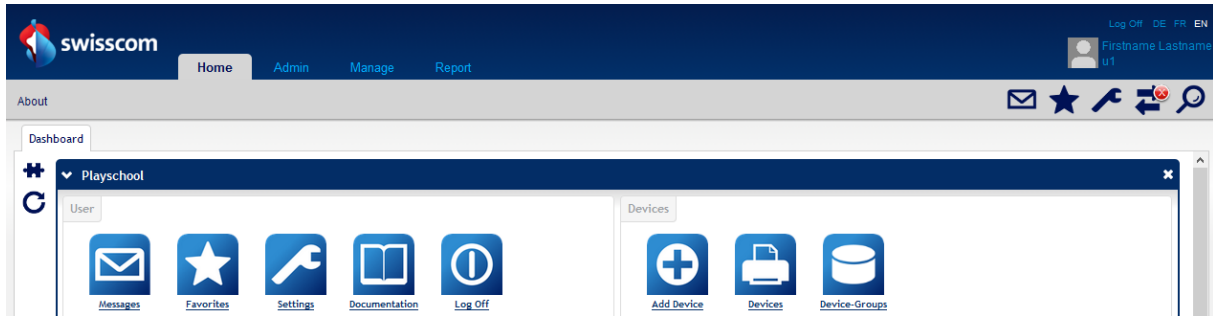 Log Off DE FR EN
swisscom
Firstname Lastname
u1
Home Admin Manage Report
About
Dashboard
Playschool
User
Devices
Messages Favorites Settings Documentation Log Off
Add Device Devices Device-Groups